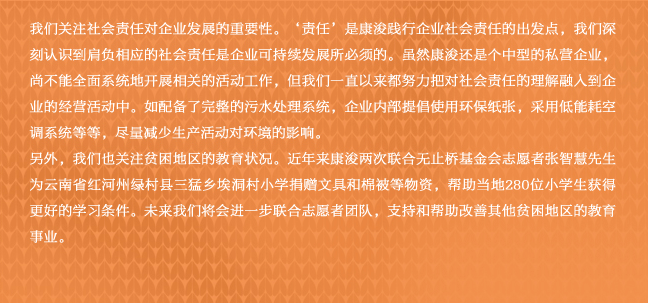 我们关注社会责任对企业发展的重要性。‘责任’是康浚践行企业社会责任的出发点，我们深
刻认识到肩负相应的社会责任是企业可持续发展所必须的。虽然康浚还是个中型的私营企业，
尚不能全面系统地开展相关的活动工作，但我们一直以来都努力把对社会责任的理解融入到企
业的经营活动中。如配备了完整的污水处理系统，企业内部提倡使用环保纸张，采用低能耗空
调系统等等，尽量减少生产活动对环境的影响。
另外，我们也关注贫困地区的教育状况。近年来康浚两次联合无止桥基金会志愿者张智慧先生
为云南省红河州绿村县三猛乡埃洞村小学捐赠文具和棉被等物资，帮助当地280位小学生获得
更好的学习条件。未来我们将会进一步联合志愿者团队，支持和帮助改善其他贫困地区的教育
事业。